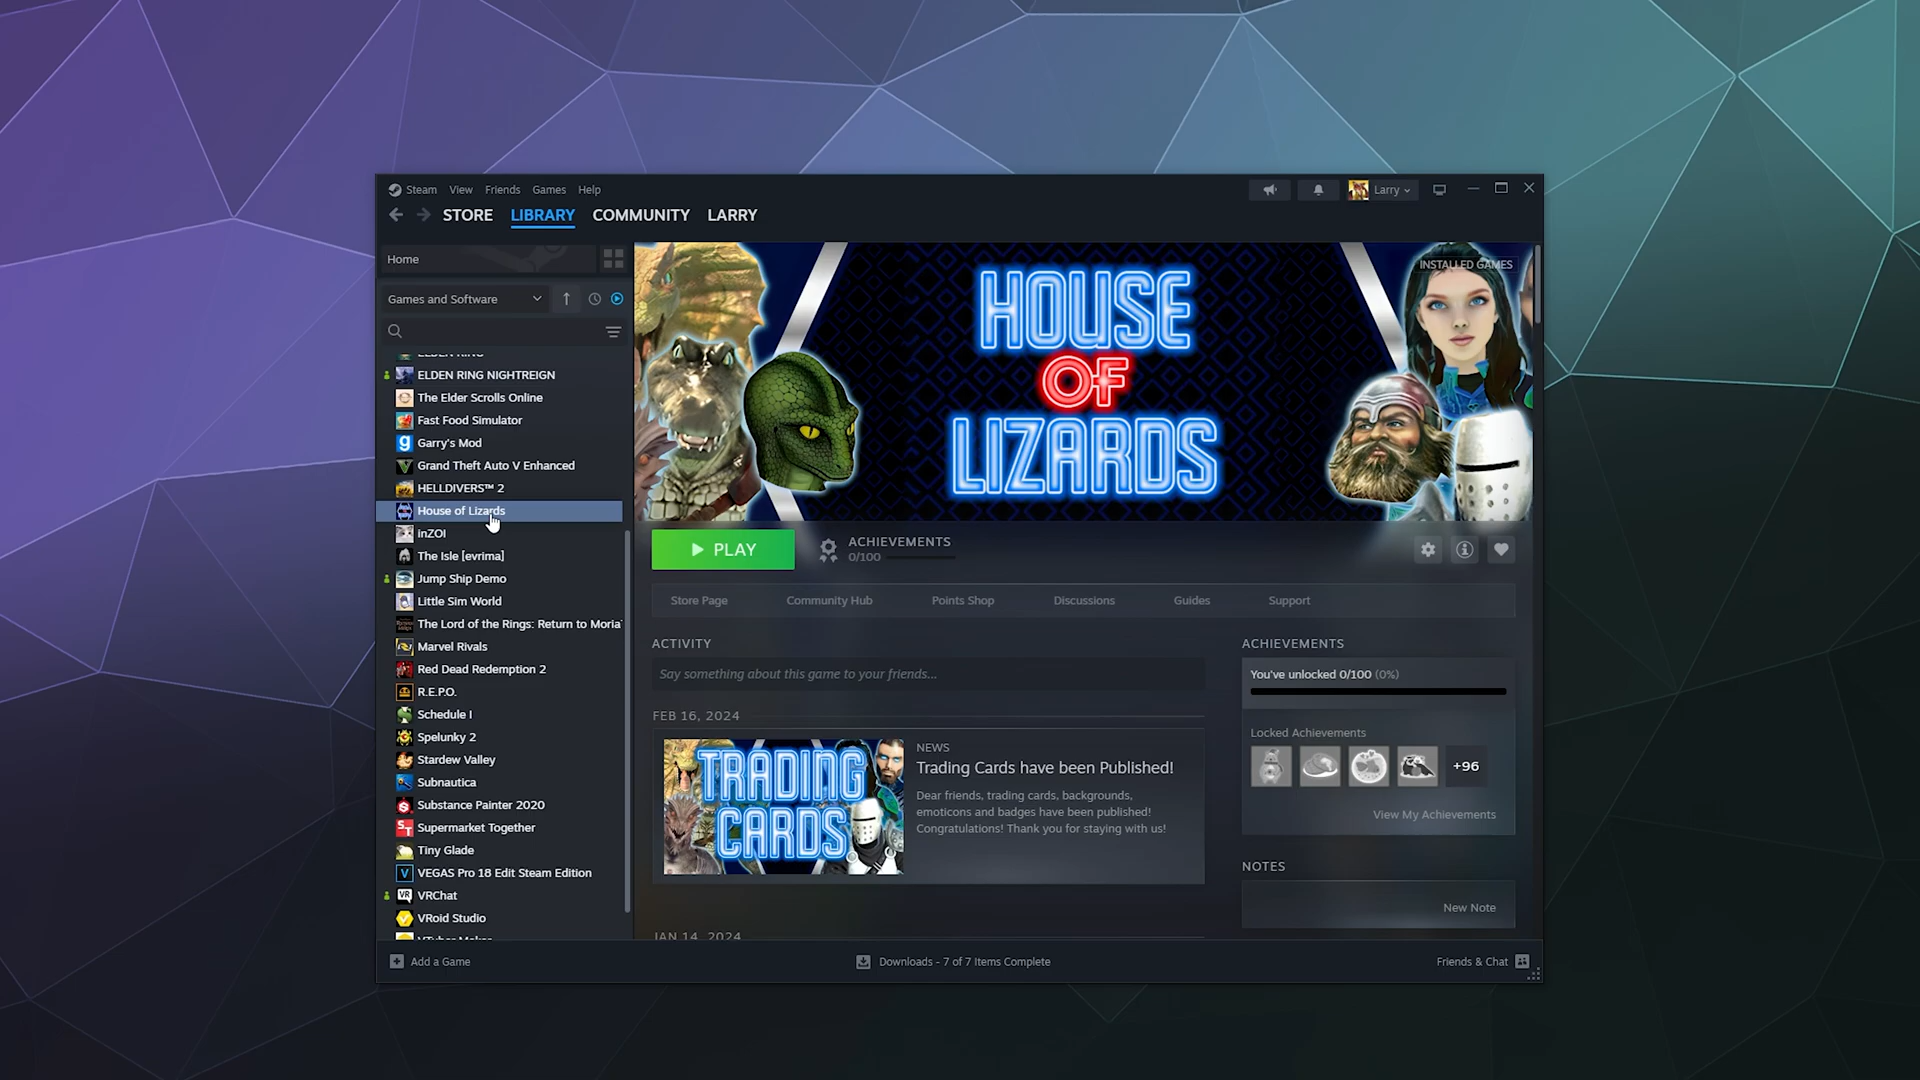 Steam View Friends Games Help
Larry
STORE LIBRARY COMMUNITY LARRY
Home
Games and Software
ELDEN RING
ELDEN RING NIGHTREIGN
The Elder Scrolls Online
Fast Food Simulator
Garry's Mod
Grand Theft Auto V Enhanced
HELLDIVERS™ 2
House of Lizards
inZOI
The Isle [evrima]
Jump Ship Demo
Little Sim World
The Lord of the Rings: Return to Moria
Marvel Rivals
Red Dead Redemption 2
R.E.P.O.
Schedule I
Spelunky 2
Stardew Valley
Subnautica
Substance Painter 2020
Supermarket Together
Tiny Glade
VEGAS Pro 18 Edit Steam Edition
VRChat
VRoid Studio
VTuber Maker
INSTALLED GAMES
HOUSE
OF
LIZARDS
PLAY
ACHIEVEMENTS
0/100
Store Page Community Hub Points Shop Discussions Guides Support
ACTIVITY
Say something about this game to your friends...
FEB 16, 2024
TRADING
CARDS
NEWS
Trading Cards have been Published!
Dear friends, trading cards, backgrounds,
emoticons and badges have been published!
Congratulations! Thank you for staying with us!
JAN 14, 2024
ACHIEVEMENTS
You've unlocked 0/100 (0%)
Locked Achievements
+96
View My Achievements
NOTES
New Note
Add a Game
Downloads - 7 of 7 Items Complete
Friends & Chat